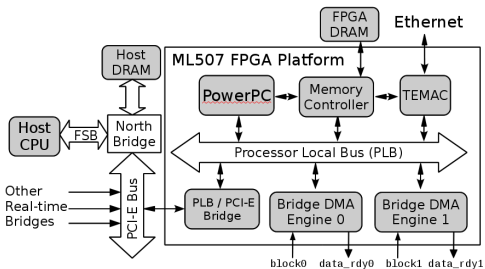 FPGA
DRAM
Ethernet
Host
DRAM
ML507 FPGA Platform
PowerPC
Memory
Controller
TEMAC
Host
CPU
FSB
North
Bridge
Processor Local Bus (PLB)
Other
Real-time
Bridges
PCI-E Bus
PLB / PCI-E
Bridge
Bridge DMA
Engine 0
Bridge DMA
Engine 1
block0
data_rdy0
block1
data_rdy1